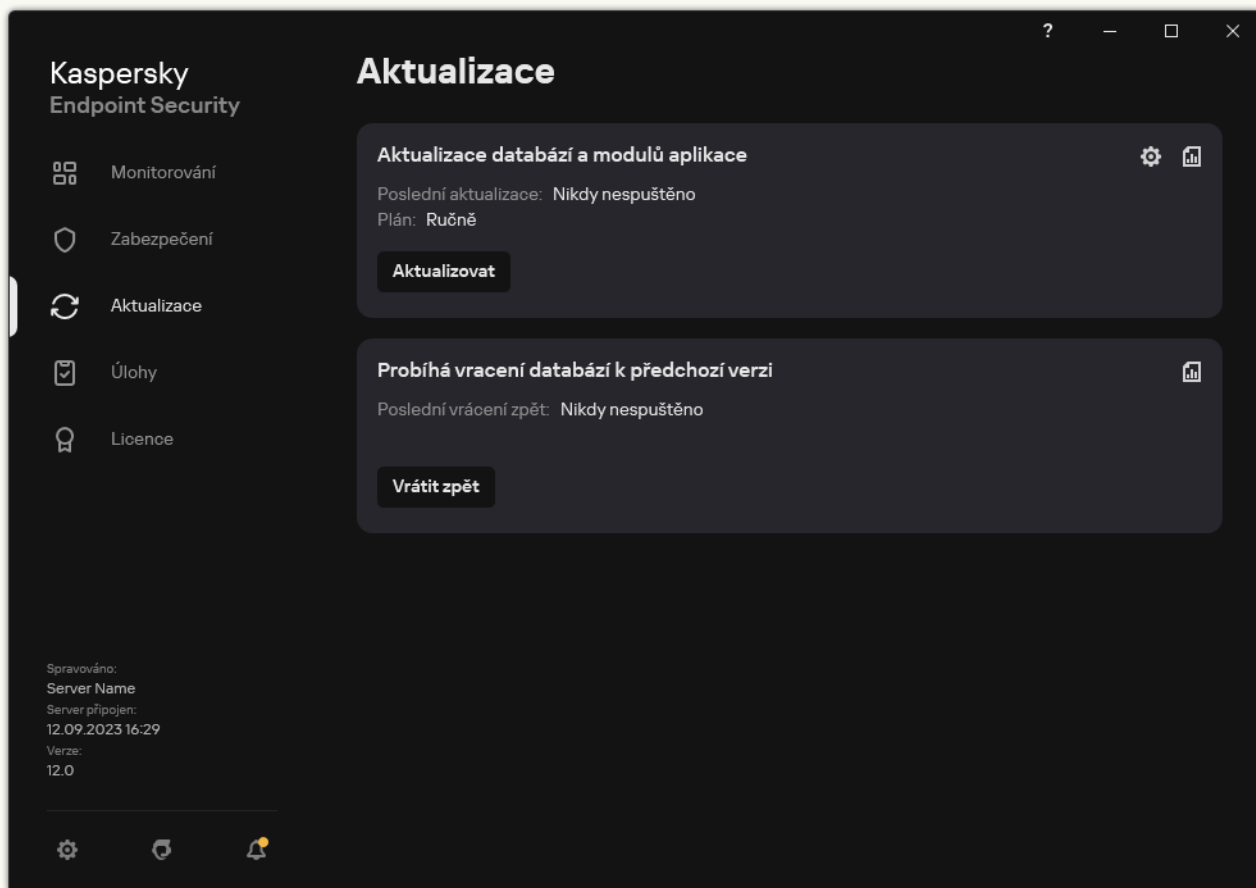 ?
Kaspersky
Endpoint Security
Monitorování
Zabezpečení
Aktualizace
Úlohy
Licence
Spravováno:
Server Name
Server připojen:
12.09.2023 16:29
Verze:
12.0
Aktualizace
Aktualizace databází a modulů aplikace
Poslední aktualizace: Nikdy nespuštěno
Plán: Ručně
Aktualizovat
Probíhá vracení databází k předchozí verzi
Poslední vrácení zpět: Nikdy nespuštěno
Vrátit zpět